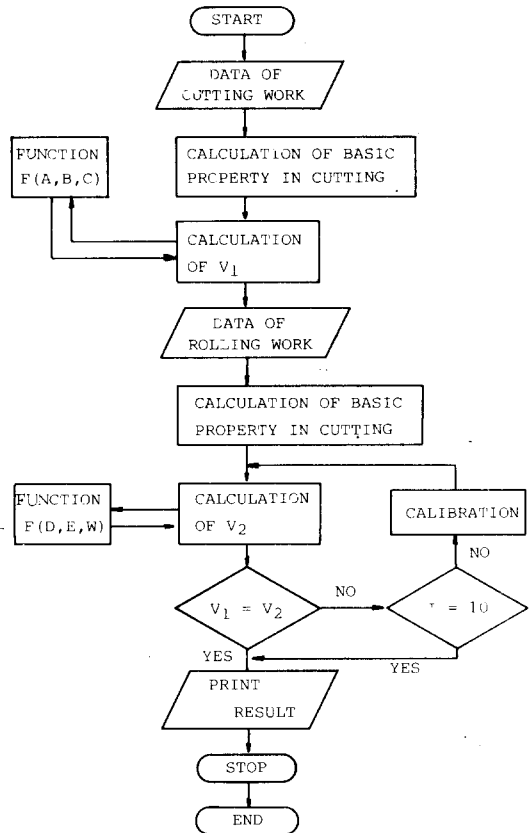 START
DATA OF
CUTTING WORK
FUNCTION
F(A,B,C)
CALCULATION OF BASIC
PROPERTY IN CUTTING
CALCULATION
OF V₁
DATA OF
ROLLING WORK
CALCULATION OF BASIC
PROPERTY IN CUTTING
FUNCTION
F(D,E,W)
CALCULATION
OF V₂
CALIBRATION
NO
V₁ = V₂
NO
= 10
YES
YES
PRINT
RESULT
STOP
END